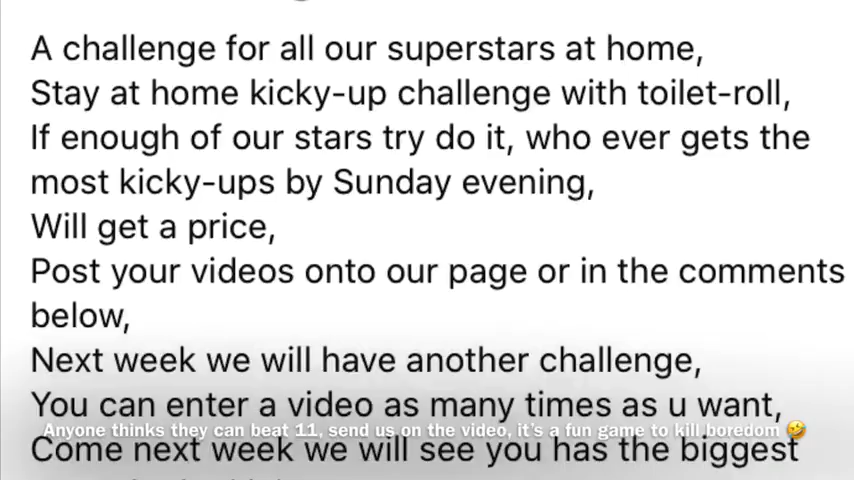 A challenge for all our superstars at home,
Stay at home kicky-up challenge with toilet-roll,
If enough of our stars try do it, who ever gets the
most kicky-ups by Sunday evening,
Will get a price,
Post your videos onto our page or in the comments
below,
Next week we will have another challenge,
You can enter a video as many times as u want,
Anyone thinks they can beat 11, send us on the video, it's a fun game to kill boredom 🤣
Come next week we will see you has the biggest